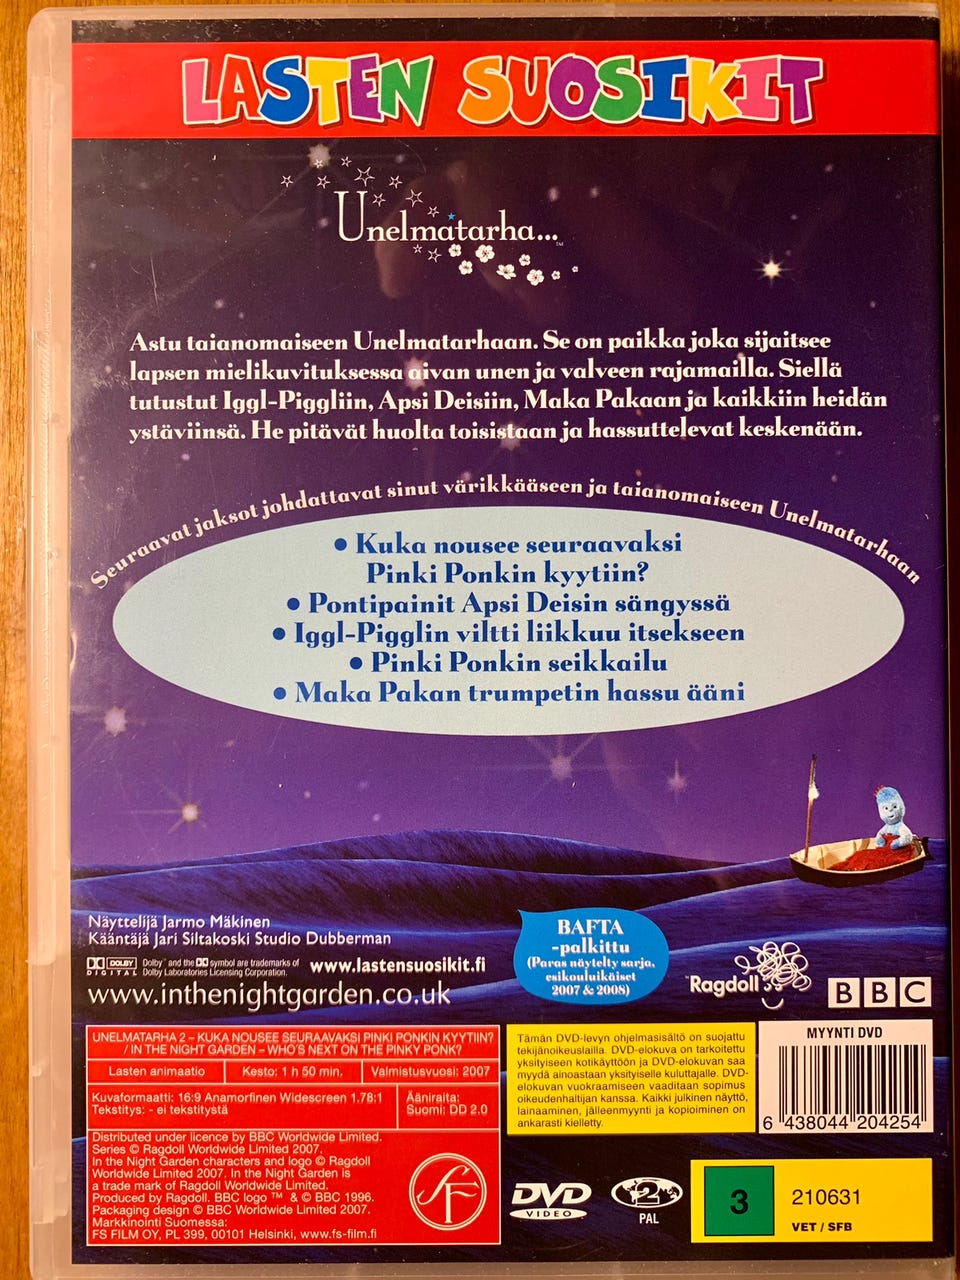 LASTEN SUOSIKIT
Unelmatarha...™
Astu taianomaiseen Unelmatarhaan. Se on paikka joka sijaitsee
lapsen mielikuvituksessa aivan unen ja valveen rajamailla. Siellä
tutustut Iggl-Piggliin, Apsi Deisiin, Maka Pakaan ja kaikkiin heidän
ystäviinsä. He pitävät huolta toisistaan ja hassuttelevat keskenään.
Seuraavat jaksot johdattavat sinut värikkääseen ja taianomaiseen Unelmatarhaan
• Kuka nousee seuraavaksi
Pinki Ponkin kyytiin?
• Pontipainit Apsi Deisin sängyssä
• Iggl-Pigglin viltti liikkuu itsekseen
• Pinki Ponkin seikkailu
• Maka Pakan trumpetin hassu ääni
Näyttelijä Jarmo Mäkinen
Kääntäjä Jari Siltakoski Studio Dubberman
DOLBY DIGITAL
Dolby™ and the DD symbol are trademarks of
Dolby Laboratories Licensing Corporation.
www.lastensuosikit.fi
www.inthenightgarden.co.uk
BAFTA
-palkittu
(Paras näytelty sarja,
esikouluikäiset
2007 & 2008)
™Ragdoll
BBC
UNELMATARHA 2 – KUKA NOUSEE SEURAAVAKSI PINKI PONKIN KYYTIIN?
/ IN THE NIGHT GARDEN – WHO´S NEXT ON THE PINKY PONK?
Lasten animaatio
Kesto: 1 h 50 min.
Valmistusvuosi: 2007
Kuvaformaatti: 16:9 Anamorfinen Widescreen 1.78:1
Tekstitys: - ei tekstitystä
Ääniraita:
Suomi: DD 2.0
Distributed under licence by BBC Worldwide Limited.
Series © Ragdoll Worldwide Limited 2007.
In the Night Garden characters and logo © Ragdoll
Worldwide Limited 2007. In the Night Garden is
a trade mark of Ragdoll Worldwide Limited.
Produced by Ragdoll. BBC logo ™ & © BBC 1996.
Packaging design © BBC Worldwide Limited 2007.
Markkinointi Suomessa:
FS FILM OY, PL 399, 00101 Helsinki, www.fs-film.fi
SF
Tämän DVD-levyn ohjelmasisältö on suojattu
tekijänoikeuslailla. DVD-elokuva on tarkoitettu
yksityiseen kotikäyttöön ja DVD-elokuvan saa
myydä ainoastaan yksityiselle kuluttajalle. DVD-
elokuvan vuokraamiseen vaaditaan sopimus
oikeudenhaltijan kanssa. Kaikki julkinen näyttö,
lainaaminen, jälleenmyynti ja kopioiminen on
ankarasti kielletty.
MYYNTI DVD
6 438044 204254
DVD
VIDEO
2
PAL
3
210631
VET / SFB